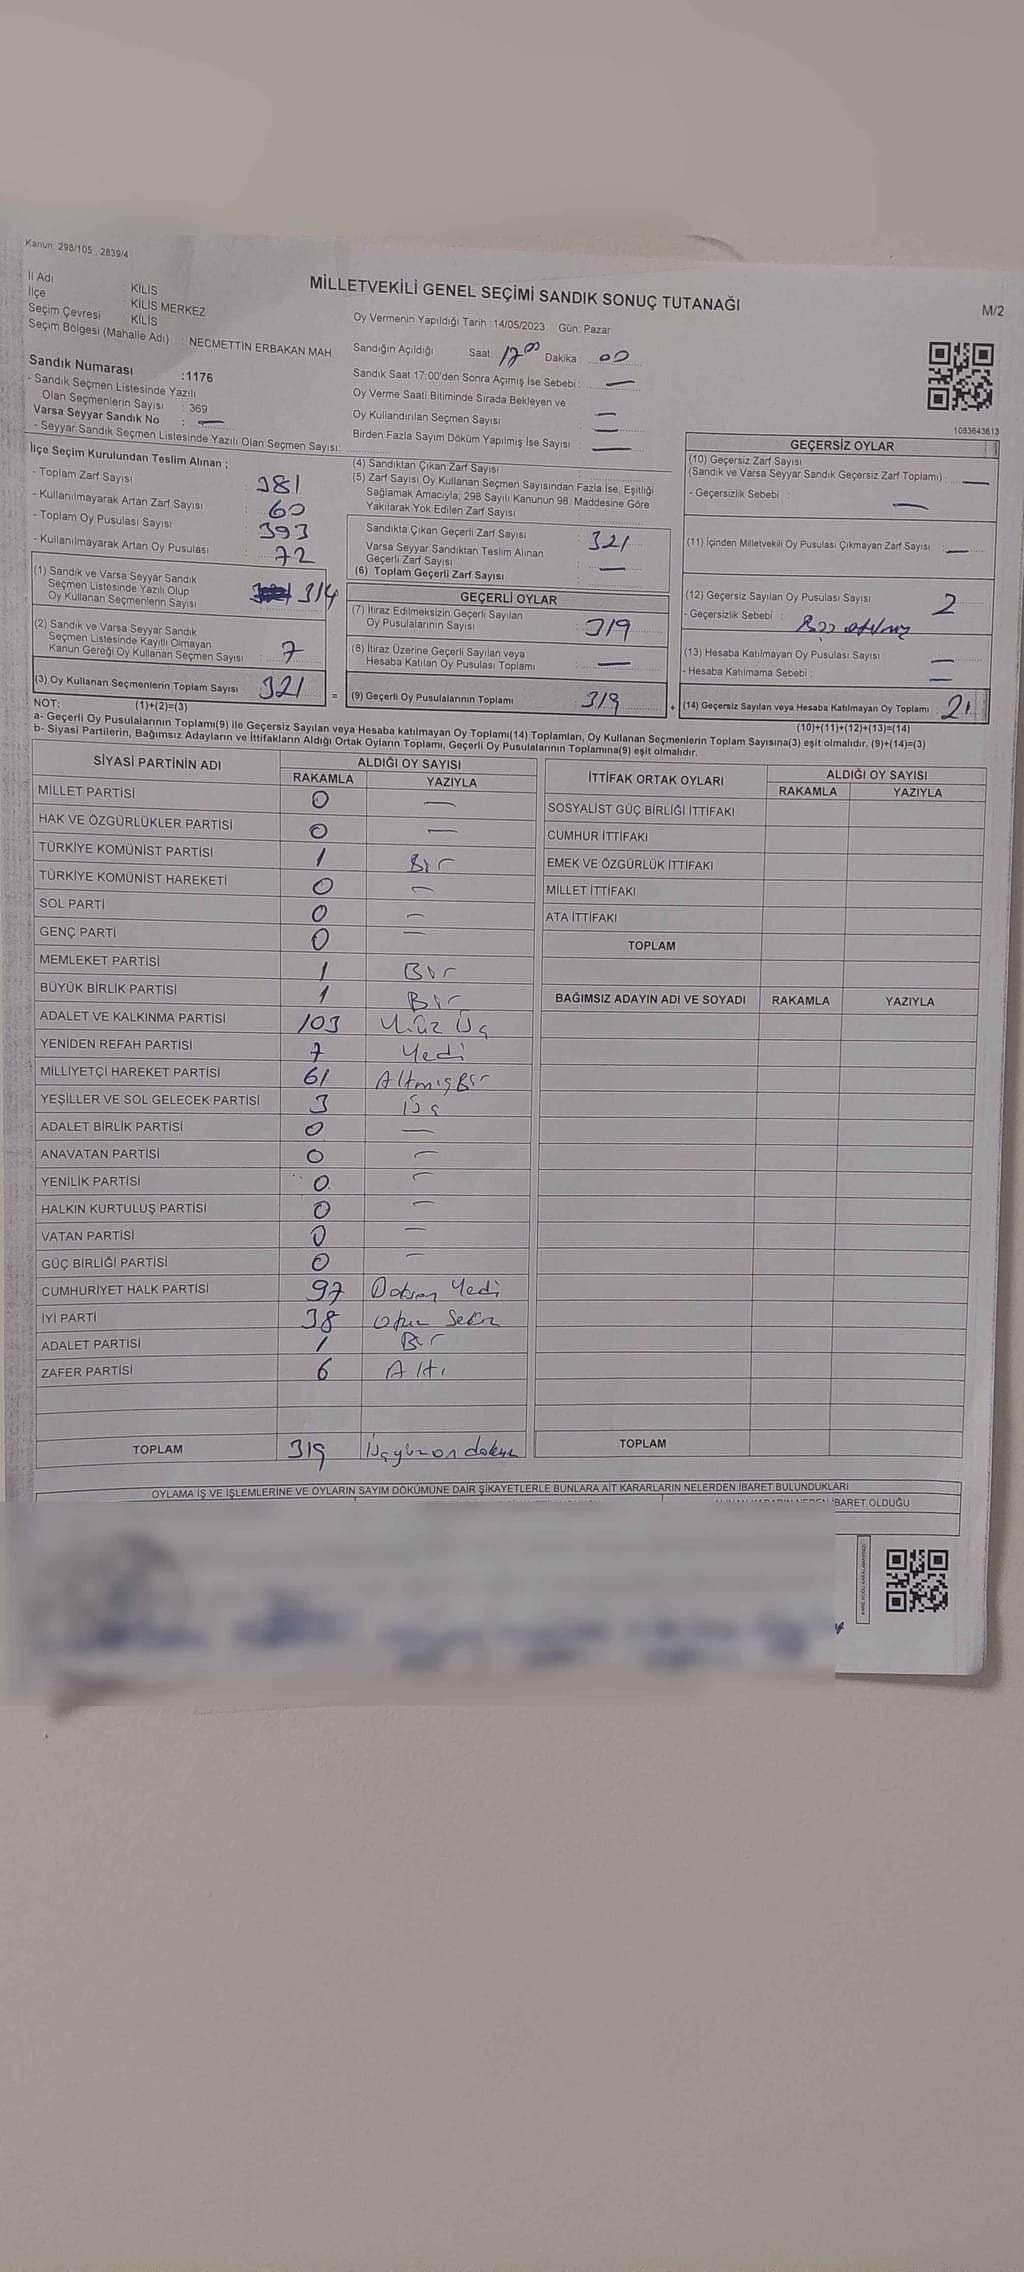 Kanun: 298/105 , 2839/4
MİLLETVEKİLİ GENEL SEÇİMİ SANDIK SONUÇ TUTANAĞI
M/2
İl Adı KİLİS
İlçe KİLİS MERKEZ
Seçim Çevresi KİLİS
Seçim Bölgesi (Mahalle Adı) : NECMETTİN ERBAKAN MAH.
Sandık Numarası :1176
- Sandık Seçmen Listesinde Yazılı
Olan Seçmenlerin Sayısı : 369
Varsa Seyyar Sandık No : —
- Seyyar Sandık Seçmen Listesinde Yazılı Olan Seçmen Sayısı:
Oy Vermenin Yapıldığı Tarih :14/05/2023 Gün: Pazar
Sandığın Açıldığı Saat: 17 00 Dakika : 00
Sandık Saat 17:00'den Sonra Açımış İse Sebebi : —
Oy Verme Saati Bitiminde Sırada Bekleyen ve
Oy Kullandırılan Seçmen Sayısı : —
Birden Fazla Sayım Döküm Yapılmış İse Sayısı : —
1083643613
İlçe Seçim Kurulundan Teslim Alınan ;
- Toplam Zarf Sayısı : 381
- Kullanılmayarak Artan Zarf Sayısı : 60
- Toplam Oy Pusulası Sayısı : 393
- Kullanılmayarak Artan Oy Pusulası : 72
(1) Sandık ve Varsa Seyyar Sandık
Seçmen Listesinde Yazılı Olup
Oy Kullanan Seçmenlerin Sayısı 314
(2) Sandık ve Varsa Seyyar Sandık
Seçmen Listesinde Kayıtlı Olmayan
Kanun Gereği Oy Kullanan Seçmen Sayısı : 7
(3) Oy Kullanan Seçmenlerin Toplam Sayısı 321
(4) Sandıktan Çıkan Zarf Sayısı :
(5) Zarf Sayısı Oy Kullanan Seçmen Sayısından Fazla İse, Eşitliği
Sağlamak Amacıyla; 298 Sayılı Kanunun 98. Maddesine Göre
Yakılarak Yok Edilen Zarf Sayısı :
Sandıkta Çıkan Geçerli Zarf Sayısı : 321
Varsa Seyyar Sandıktan Teslim Alınan
Geçerli Zarf Sayısı : —
(6) Toplam Geçerli Zarf Sayısı :
GEÇERLİ OYLAR
(7) İtiraz Edilmeksizin Geçerli Sayılan
Oy Pusulalarının Sayısı : 319
(8) İtiraz Üzerine Geçerli Sayılan veya
Hesaba Katılan Oy Pusulası Toplamı : —
= (9) Geçerli Oy Pusulalarının Toplamı : 319
GEÇERSİZ OYLAR
(10) Geçersiz Zarf Sayısı
(Sandık ve Varsa Seyyar Sandık Geçersiz Zarf Toplamı) : —
- Geçersizlik Sebebi : —
(11) İçinden Milletvekili Oy Pusulası Çıkmayan Zarf Sayısı : —
(12) Geçersiz Sayılan Oy Pusulası Sayısı : 2
- Geçersizlik Sebebi :
(13) Hesaba Katılmayan Oy Pusulası Sayısı : —
- Hesaba Katılmama Sebebi : —
+ (14) Geçersiz Sayılan veya Hesaba Katılmayan Oy Toplamı : 2
NOT: (1)+(2)=(3)
(10)+(11)+(12)+(13)=(14)
a- Geçerli Oy Pusulalarının Toplamı(9) ile Geçersiz Sayılan veya Hesaba katılmayan Oy Toplamı(14) Toplamları, Oy Kullanan Seçmenlerin Toplam Sayısına(3) eşit olmalıdır. (9)+(14)=(3)
b- Siyasi Partilerin, Bağımsız Adayların ve İttifakların Aldığı Ortak Oyların Toplamı, Geçerli Oy Pusulalarının Toplamına(9) eşit olmalıdır.
SİYASİ PARTİNİN ADI ALDIĞI OY SAYISI
RAKAMLA YAZIYLA
MİLLET PARTİSİ 0 —
HAK VE ÖZGÜRLÜKLER PARTİSİ 0 —
TÜRKİYE KOMÜNİST PARTİSİ 1 Bir
TÜRKİYE KOMÜNİST HAREKETİ 0 —
SOL PARTİ 0 —
GENÇ PARTİ 0 —
MEMLEKET PARTİSİ 1 Bir
BÜYÜK BİRLİK PARTİSİ 1 Bir
ADALET VE KALKINMA PARTİSİ 103 Yüz Üç
YENİDEN REFAH PARTİSİ 7 Yedi
MİLLİYETÇİ HAREKET PARTİSİ 61 Altmış Bir
YEŞİLLER VE SOL GELECEK PARTİSİ 3 Üç
ADALET BİRLİK PARTİSİ 0 —
ANAVATAN PARTİSİ 0 —
YENİLİK PARTİSİ 0 —
HALKIN KURTULUŞ PARTİSİ 0 —
VATAN PARTİSİ 0 —
GÜÇ BİRLİĞİ PARTİSİ 0 —
CUMHURİYET HALK PARTİSİ 97 Doksan Yedi
İYİ PARTİ 38 Otuz Sekiz
ADALET PARTİSİ 1 Bir
ZAFER PARTİSİ 6 Altı
TOPLAM 319 Üçyüzon dokuz
İTTİFAK ORTAK OYLARI ALDIĞI OY SAYISI
RAKAMLA YAZIYLA
SOSYALİST GÜÇ BİRLİĞİ İTTİFAKI
CUMHUR İTTİFAKI
EMEK VE ÖZGÜRLÜK İTTİFAKI
MİLLET İTTİFAKI
ATA İTTİFAKI
TOPLAM
BAĞIMSIZ ADAYIN ADI VE SOYADI RAKAMLA YAZIYLA
TOPLAM
OYLAMA İŞ VE İŞLEMLERİNE VE OYLARIN SAYIM DÖKÜMÜNE DAİR ŞİKAYETLERLE BUNLARA AİT KARARLARIN NELERDEN İBARET BULUNDUKLARI
İBARET OLDUĞU